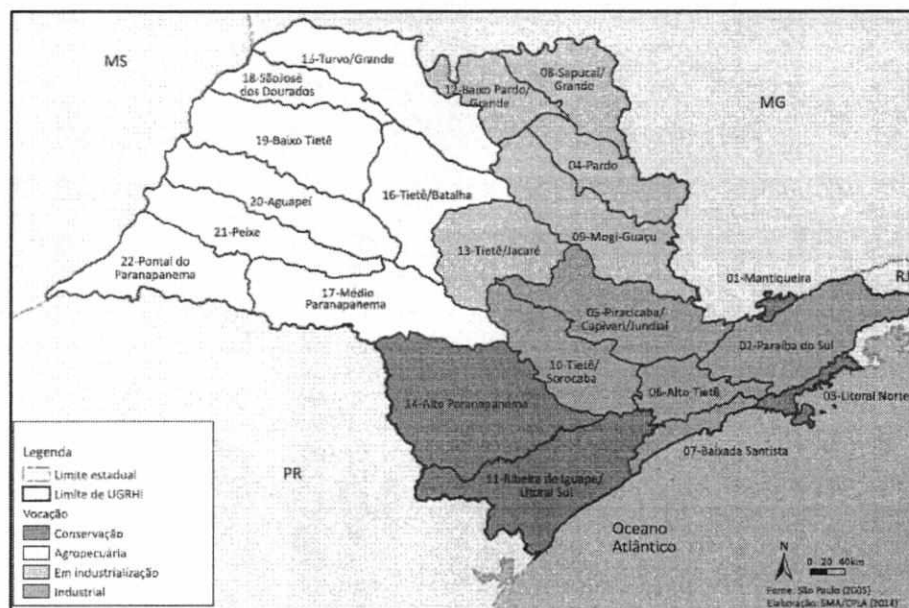 MS
15-Turvo/Grande
18-SãoJosé
dos Dourados
12-Baixo Pardo/
Grande
08-Sapucaí/
Grande
MG
19-Baixo Tietê
04-Pardo
16-Tietê/Batalha
20-Aguapeí
21-Peixe
09-Mogi-Guaçu
13-Tietê/Jacaré
22-Pontal do
Paranapanema
17-Médio
Paranapanema
01-Mantiqueira
RJ
05-Piracicaba/
Capivari/Jundiaí
02-Paraíba do Sul
10-Tietê/
Sorocaba
06-Alto Tietê
03-Litoral Norte
14-Alto Paranapanema
07-Baixada Santista
PR
11-Ribeira de Iguape/
Litoral Sul
Oceano
Atlântico
Legenda
Limite estadual
Limite de UGRHI
Vocação
Conservação
Agropecuária
Em industrialização
Industrial
N
0 20 40km
Fonte: São Paulo (2005)
Elaboração: SMA/CPLA (2014)